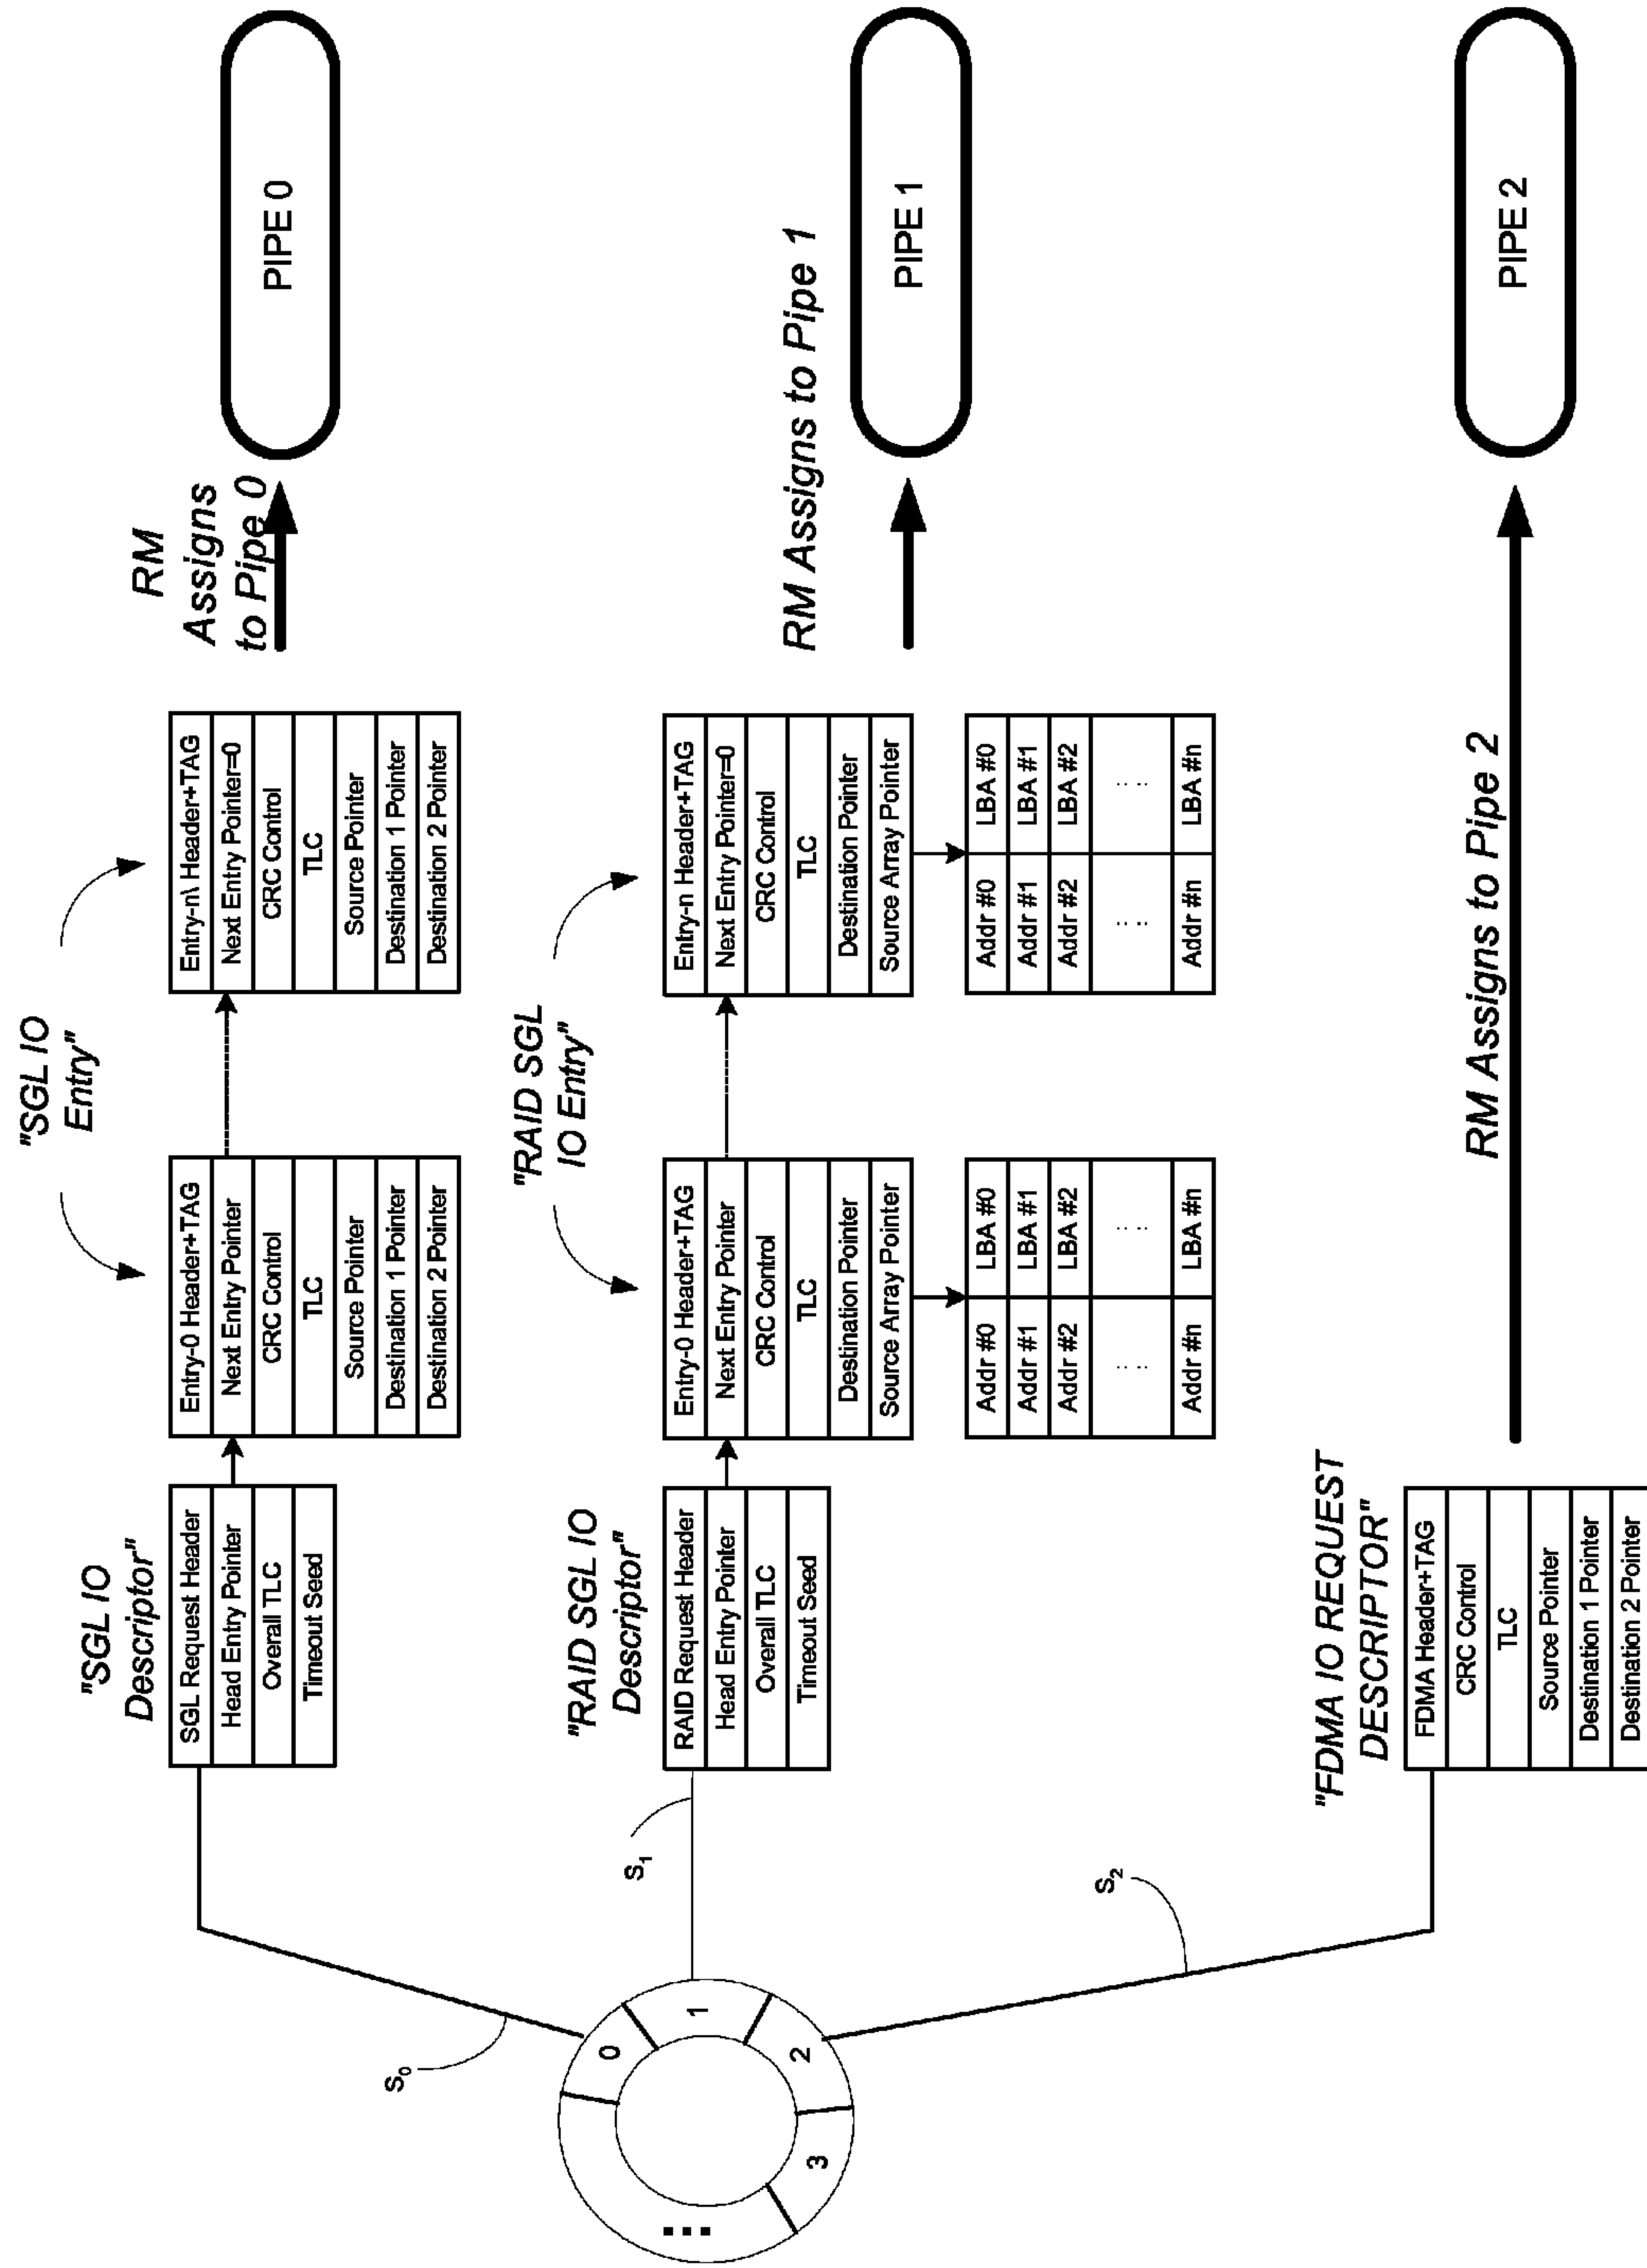 "SGL IO
Descriptor"
SGL Request Header
Head Entry Pointer
Overall TLC
Timeout Seed
"SGL IO
Entry"
Entry-0 Header+TAG
Next Entry Pointer
CRC Control
TLC
Source Pointer
Destination 1 Pointer
Destination 2 Pointer
Entry-n\ Header+TAG
Next Entry Pointer=0
CRC Control
TLC
Source Pointer
Destination 1 Pointer
Destination 2 Pointer
RM
Assigns
to Pipe 0
PIPE 0
S0
0
1
2
3
...
S1
S2
"RAID SGL IO
Descriptor"
RAID Request Header
Head Entry Pointer
Overall TLC
Timeout Seed
"RAID SGL
IO Entry"
Entry-0 Header+TAG
Next Entry Pointer
CRC Control
TLC
Destination Pointer
Source Array Pointer
Addr #0 LBA #0
Addr #1 LBA #1
Addr #2 LBA #2
.. .. .. ..
Addr #n LBA #n
Entry-n Header+TAG
Next Entry Pointer=0
CRC Control
TLC
Destination Pointer
Source Array Pointer
Addr #0 LBA #0
Addr #1 LBA #1
Addr #2 LBA #2
.. .. .. ..
Addr #n LBA #n
RM Assigns to Pipe 1
PIPE 1
"FDMA IO REQUEST
DESCRIPTOR"
FDMA Header+TAG
CRC Control
TLC
Source Pointer
Destination 1 Pointer
Destination 2 Pointer
RM Assigns to Pipe 2
PIPE 2